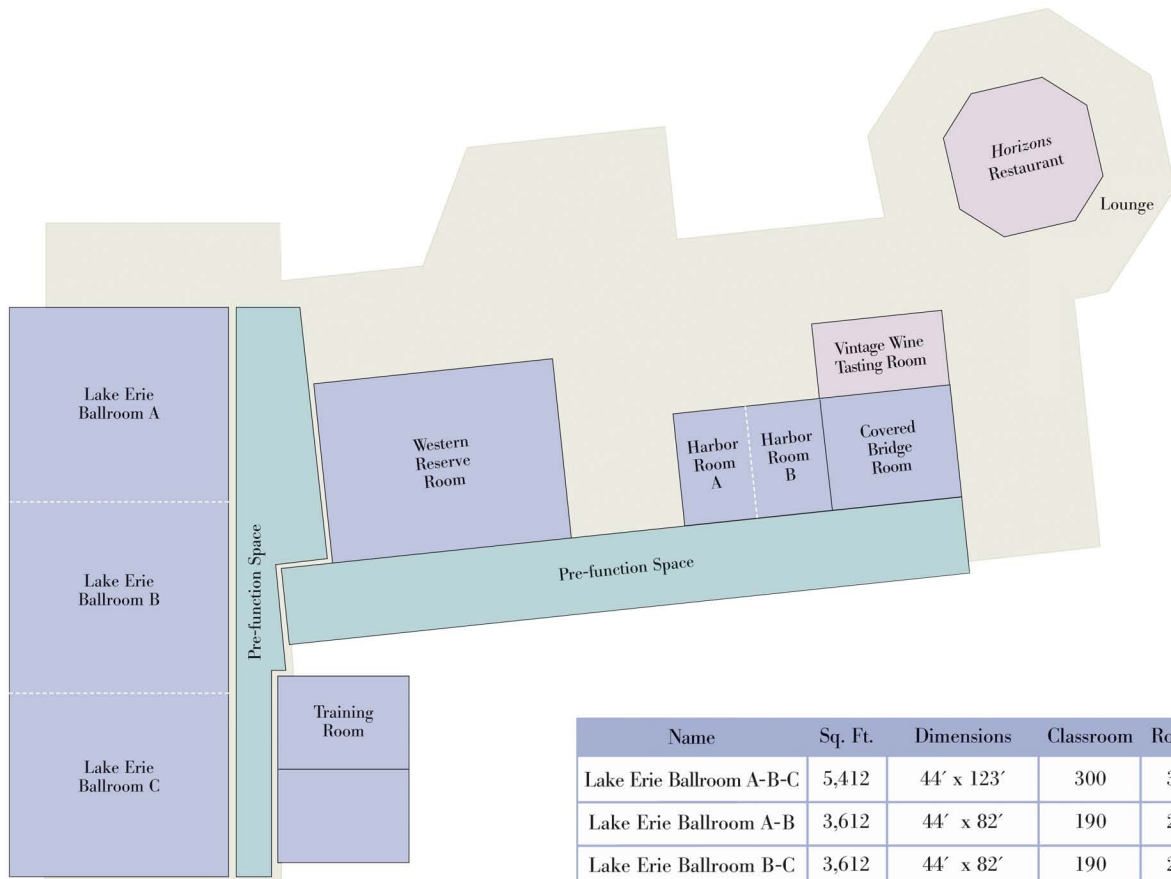 Horizons
Restaurant
Lounge
Vintage Wine
Tasting Room
Lake Erie
Ballroom A
Western
Reserve
Room
Harbor
Room
A
Harbor
Room
B
Covered
Bridge
Room
Lake Erie
Ballroom B
Pre-function Space
Pre-function Space
Training
Room
Lake Erie
Ballroom C
Name Sq. Ft. Dimensions Classroom
Lake Erie Ballroom A-B-C 5,412 44′ x 123′ 300
Lake Erie Ballroom A-B 3,612 44′ x 82′ 190
Lake Erie Ballroom B-C 3,612 44′ x 82′ 190